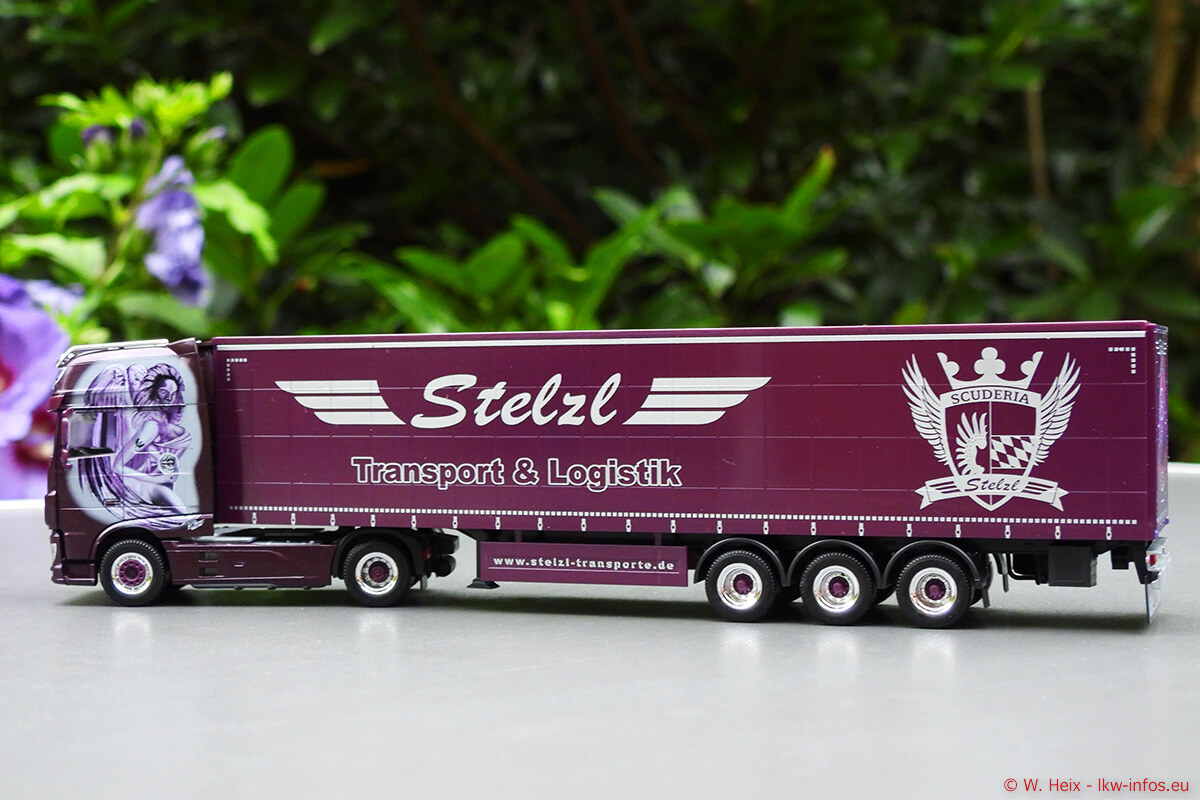 Stelzl
Transport & Logistik
SCUDERIA
Stelzl
www.stelzl-transporte.de
© W. Heix - lkw-infos.eu